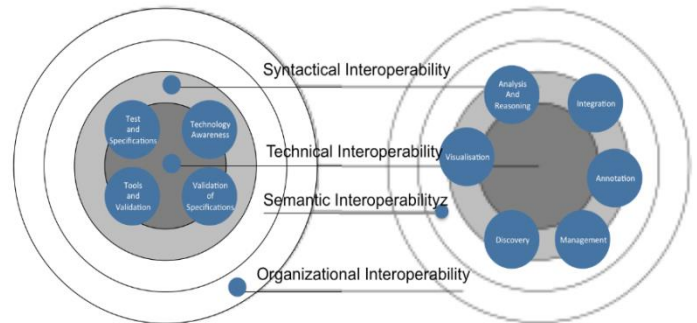 Syntactical Interoperability
Analysis
And
Reasoning
Integration
Test
and
Specifications
Technology
Awareness
Technical Interoperability
Visualisation
Annotation
Tools
and
Validation
Validation
of
Specifications
Semantic Interoperabilityz
Discovery
Management
Organizational Interoperability